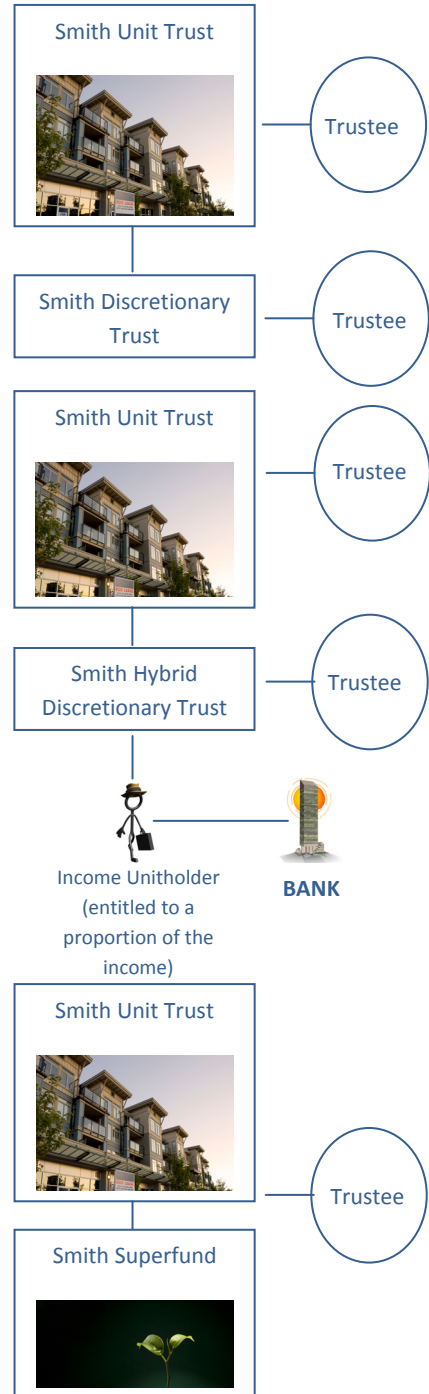 Smith Unit Trust
Trustee
Smith Discretionary
Trust
Trustee
Smith Unit Trust
Trustee
Smith Hybrid
Discretionary Trust
Trustee
Income Unitholder
(entitled to a
proportion of the
income)
BANK
Smith Unit Trust
Trustee
Smith Superfund